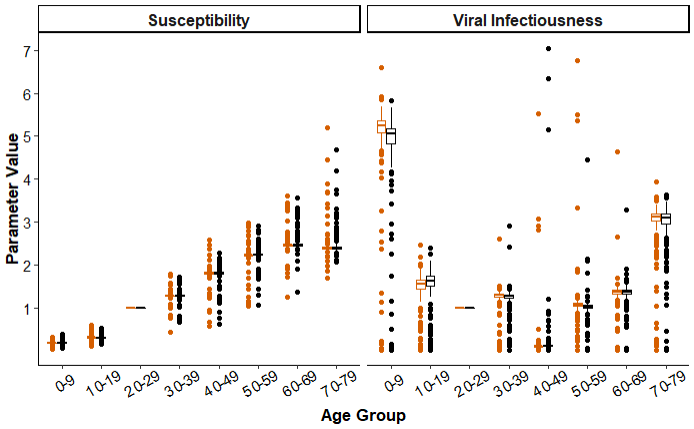 Susceptibility Viral Infectiousness
Parameter Value
7
6
5
4
3
2
1
0-9 10-19 20-29 30-39 40-49 50-59 60-69 70-79 0-9 10-19 20-29 30-39 40-49 50-59 60-69 70-79
Age Group